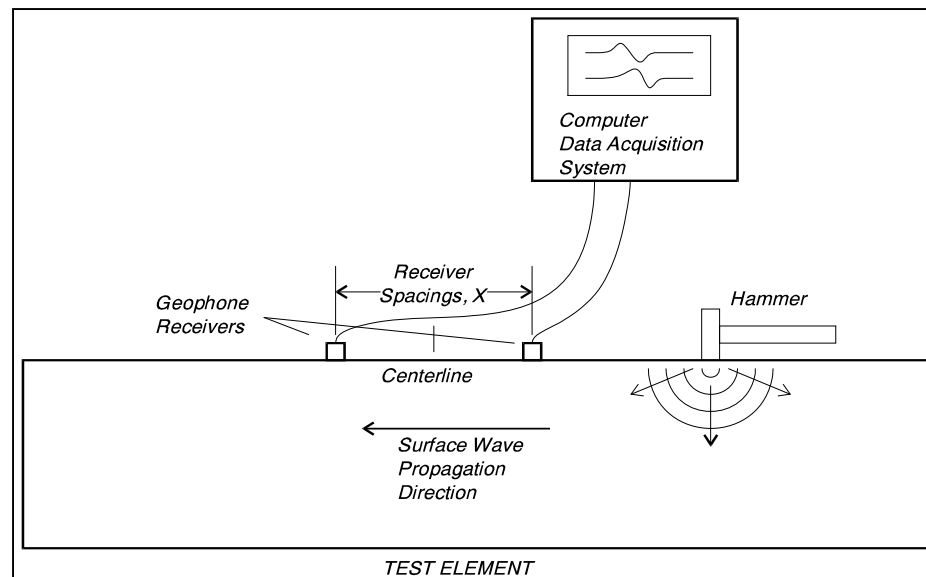 Computer
Data Acquisition
System
Receiver
Spacings, X
Geophone
Receivers
Hammer
Centerline
Surface Wave
Propagation
Direction
TEST ELEMENT